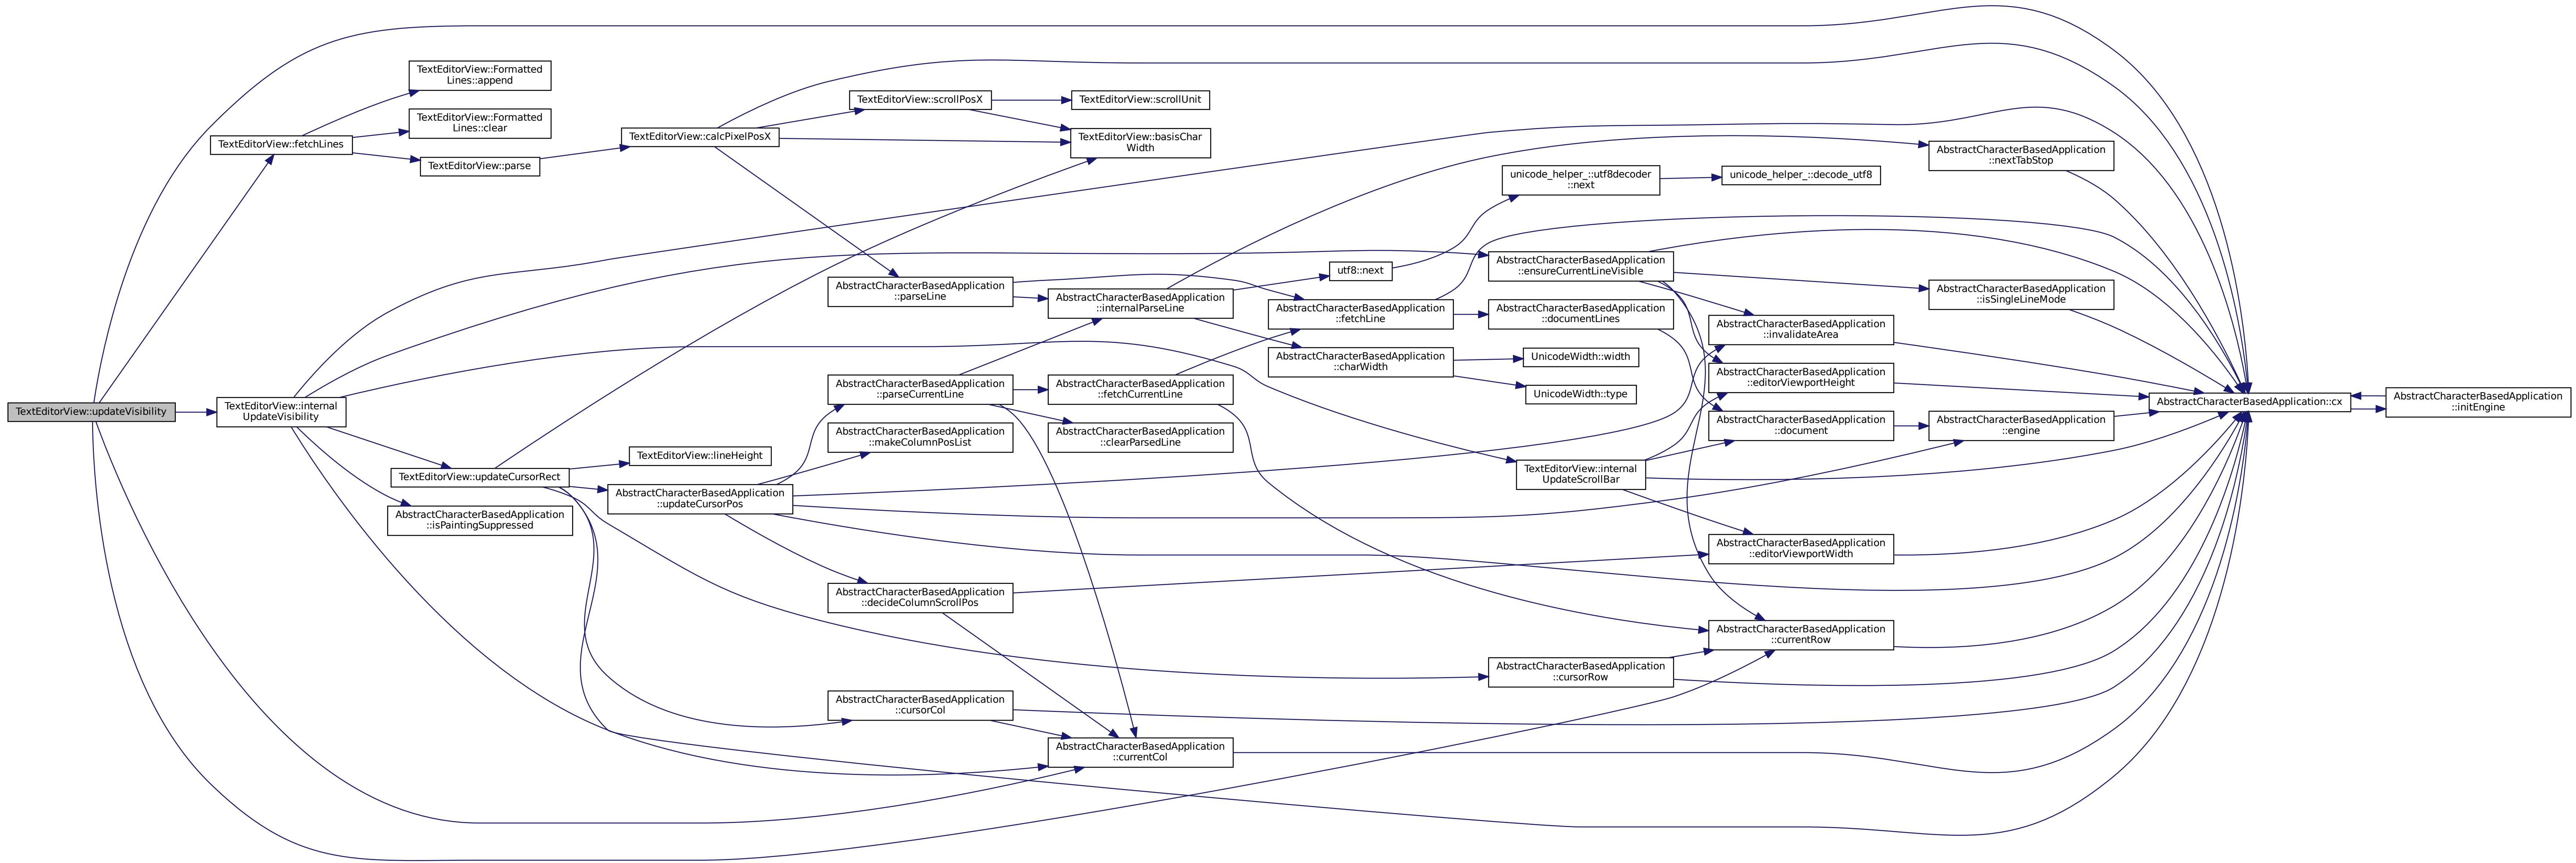 TextEditorView::updateVisibility
TextEditorView::fetchLines
TextEditorView::internal
UpdateVisibility
TextEditorView::Formatted
Lines::append
TextEditorView::Formatted
Lines::clear
TextEditorView::parse
TextEditorView::updateCursorRect
AbstractCharacterBasedApplication
::isPaintingSuppressed
TextEditorView::calcPixelPosX
TextEditorView::lineHeight
AbstractCharacterBasedApplication
::updateCursorPos
TextEditorView::scrollPosX
AbstractCharacterBasedApplication
::parseLine
AbstractCharacterBasedApplication
::parseCurrentLine
AbstractCharacterBasedApplication
::makeColumnPosList
AbstractCharacterBasedApplication
::decideColumnScrollPos
AbstractCharacterBasedApplication
::cursorCol
TextEditorView::scrollUnit
TextEditorView::basisChar
Width
AbstractCharacterBasedApplication
::internalParseLine
AbstractCharacterBasedApplication
::fetchCurrentLine
AbstractCharacterBasedApplication
::clearParsedLine
AbstractCharacterBasedApplication
::currentCol
utf8::next
AbstractCharacterBasedApplication
::fetchLine
AbstractCharacterBasedApplication
::charWidth
unicode_helper_::utf8decoder
::next
AbstractCharacterBasedApplication
::ensureCurrentLineVisible
AbstractCharacterBasedApplication
::documentLines
UnicodeWidth::width
UnicodeWidth::type
TextEditorView::internal
UpdateScrollBar
AbstractCharacterBasedApplication
::cursorRow
unicode_helper_::decode_utf8
AbstractCharacterBasedApplication
::invalidateArea
AbstractCharacterBasedApplication
::editorViewportHeight
AbstractCharacterBasedApplication
::document
AbstractCharacterBasedApplication
::editorViewportWidth
AbstractCharacterBasedApplication
::currentRow
AbstractCharacterBasedApplication
::nextTabStop
AbstractCharacterBasedApplication
::isSingleLineMode
AbstractCharacterBasedApplication
::engine
AbstractCharacterBasedApplication::cx
AbstractCharacterBasedApplication
::initEngine